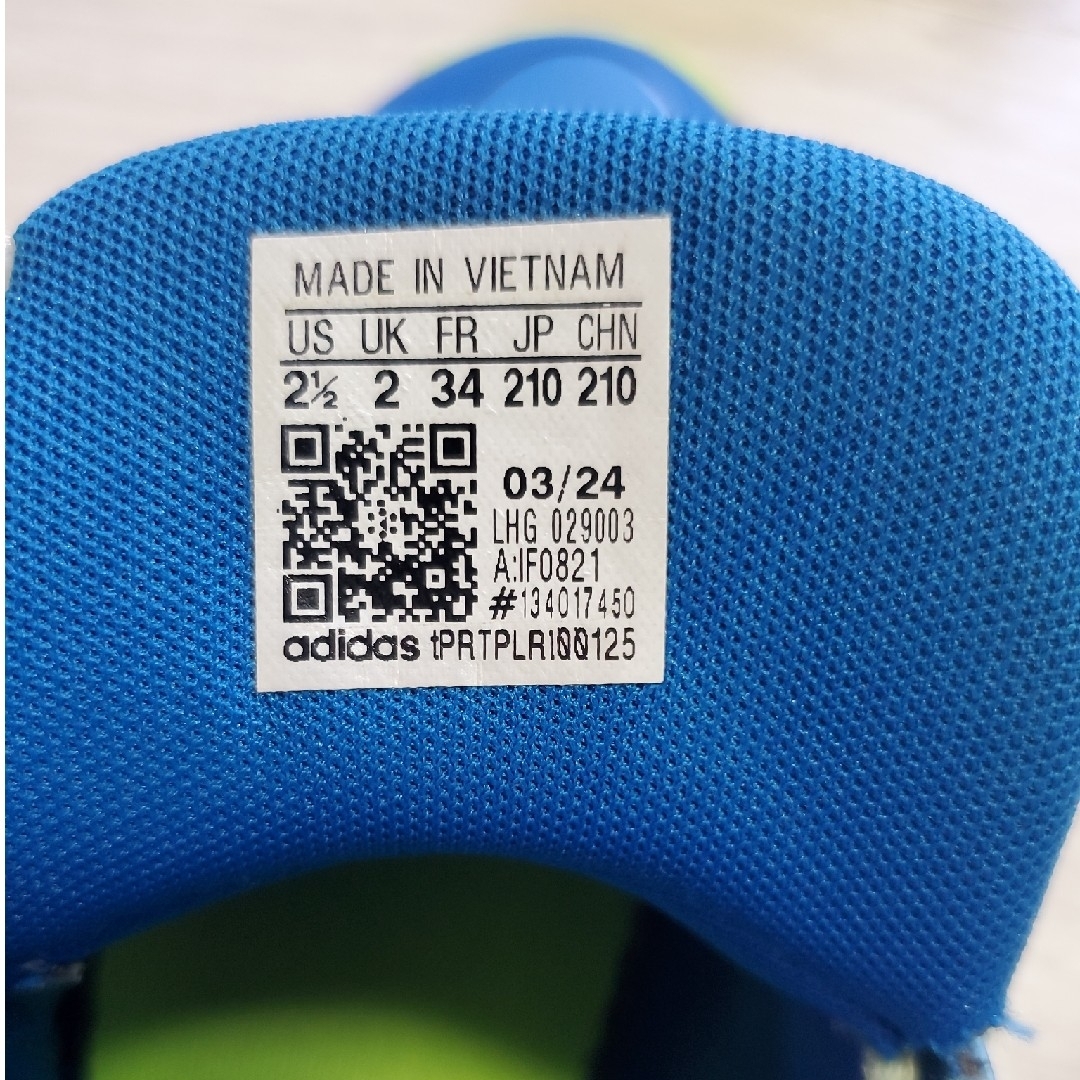 MADE IN VIETNAM
US UK FR JP CHN
2½ 2 34 210 210
03/24
LHG 029003
A:IF0821
#134017450
adidas tPRTPLR100125